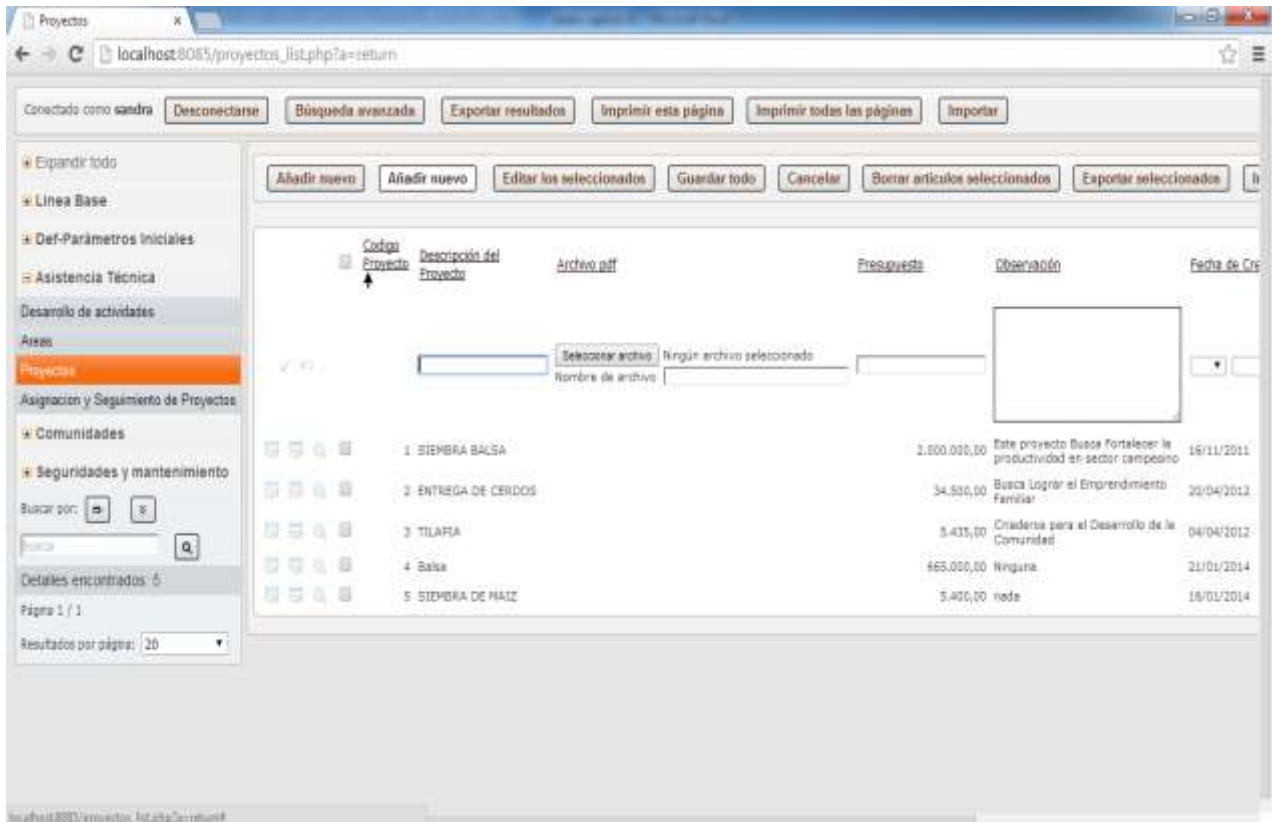 Proyectos
localhost:8085/proyectos_list.php?a=return
Conectado como sandra Desconectarse Búsqueda avanzada Exportar resultados Imprimir esta página Imprimir todas las páginas Importar
Expandir todo
Linea Base
Def-Parámetros Iniciales
Asistencia Técnica
Desarrollo de actividades
Areas
Proyectos
Asignacion y Seguimiento de Proyectos
Comunidades
Seguridades y mantenimiento
Buscar por:
busca
Detalles encontrados: 5
Página 1 / 1
Resultados por página: 20
Añadir nuevo Añadir nuevo Editar los seleccionados Guardar todo Cancelar Borrar artículos seleccionados Exportar seleccionados
Codigo Proyecto Descripción del Proyecto Archivo pdf Presupuesto Observación Fecha de Cre
Seleccionar archivo Ningún archivo seleccionado
Nombre de archivo
1 SIEMBRA BALSA 2.000.000,00 Este proyecto Busca Fortalecer la productividad en sector campesino 16/11/2011
2 ENTREGA DE CERDOS 34.500,00 Busca Lograr el Emprendimiento Familiar 20/04/2012
3 TILAPIA 5.435,00 Criaderos para el Desarrollo de la Comunidad 04/04/2012
4 Balsa 665.000,00 Ninguna 21/01/2014
5 SIEMBRA DE MAIZ 5.400,00 nada 16/01/2014
localhost:8085/proyectos_list.php?a=return#